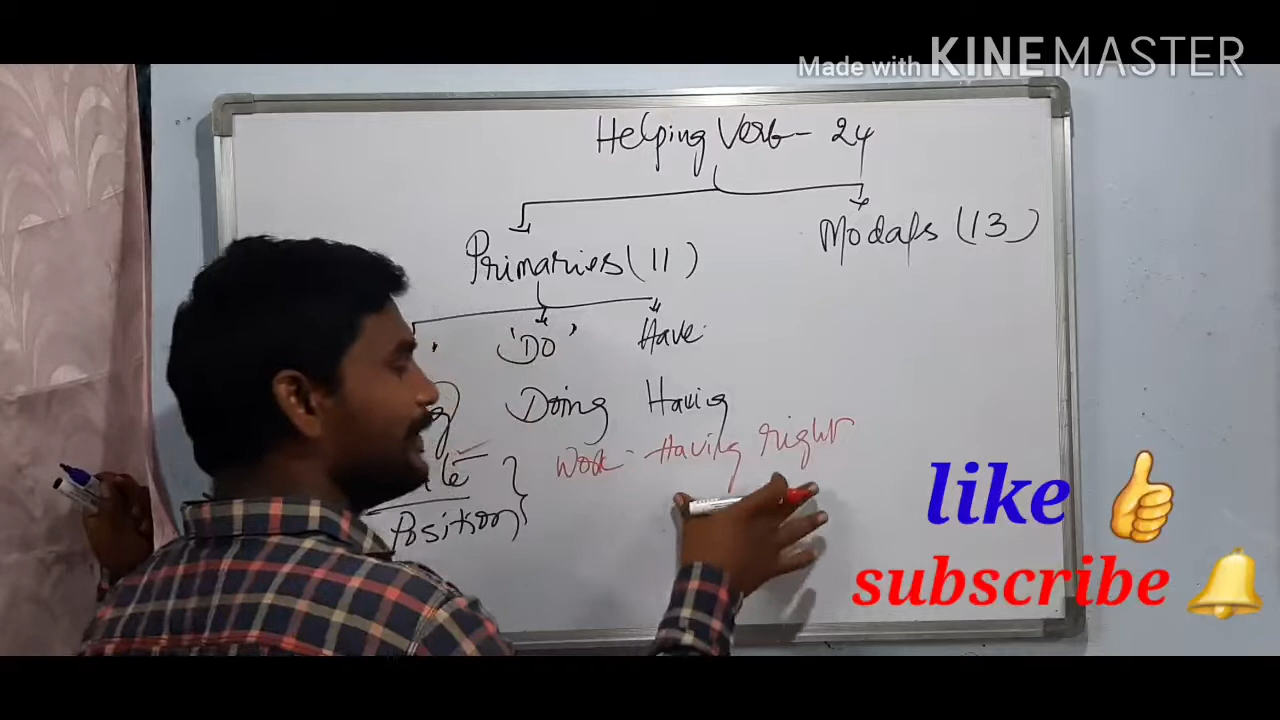 Made with KINEMASTER
Helping Verb - 24
Primaries (11) Modals (13)
'DO' Have
Doing Having
Work - Having right
Position
like 👍
subscribe 🔔